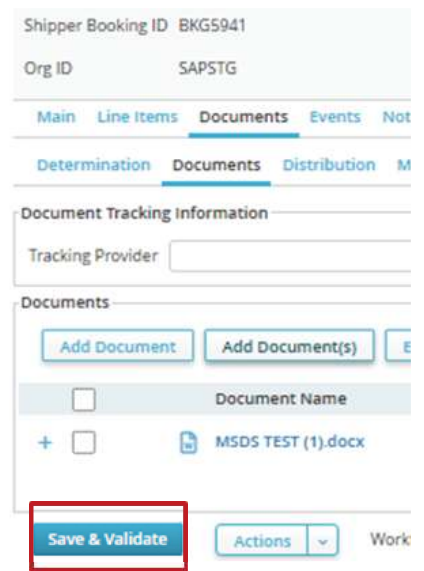 Shipper Booking ID BKG5941
Org ID SAPSTG
Main Line Items Documents Events
Determination Documents Distribution
Document Tracking Information
Tracking Provider
Documents
Add Document Add Document(s)
Document Name
+ MSDS TEST (1).docx
Save & Validate Actions